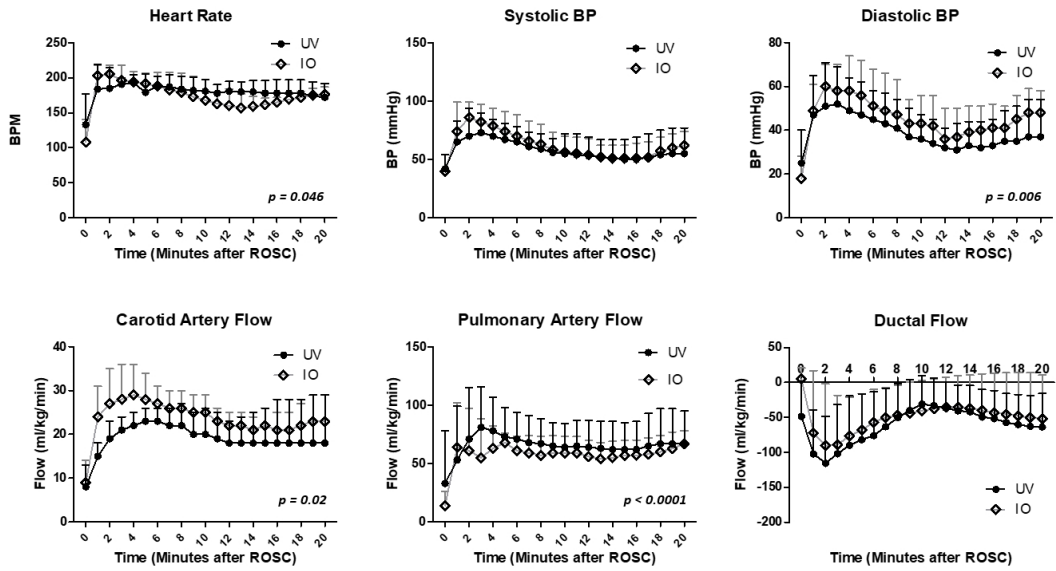 Heart Rate
250
200
150
100
50
0
BPM
UV
IO
p = 0.046
0 2 4 6 8 10 12 14 16 18 20
Time (Minutes after ROSC)
Systolic BP
150
100
50
0
BP (mmHg)
UV
IO
0 2 4 6 8 10 12 14 16 18 20
Time (Minutes after ROSC)
Diastolic BP
80
60
40
20
0
BP (mmHg)
UV
IO
p = 0.006
0 2 4 6 8 10 12 14 16 18 20
Time (Minutes after ROSC)
Carotid Artery Flow
40
30
20
10
0
Flow (ml/kg/min)
UV
IO
p = 0.02
0 2 4 6 8 10 12 14 16 18 20
Time (Minutes after ROSC)
Pulmonary Artery Flow
150
100
50
0
Flow (ml/kg/min)
UV
IO
p < 0.0001
0 2 4 6 8 10 12 14 16 18 20
Time (Minutes after ROSC)
Ductal Flow
50
0
-50
-100
-150
-200
Flow (ml/kg/min)
0 2 4 6 8 10 12 14 16 18 20
UV
IO
Time (Minutes after ROSC)